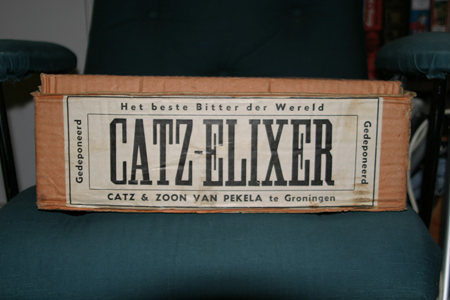 Het beste Bitter der Wereld
Gedeponeerd
CATZ-ELIXER
Gedeponeerd
CATZ & ZOON VAN PEKELA te Groningen